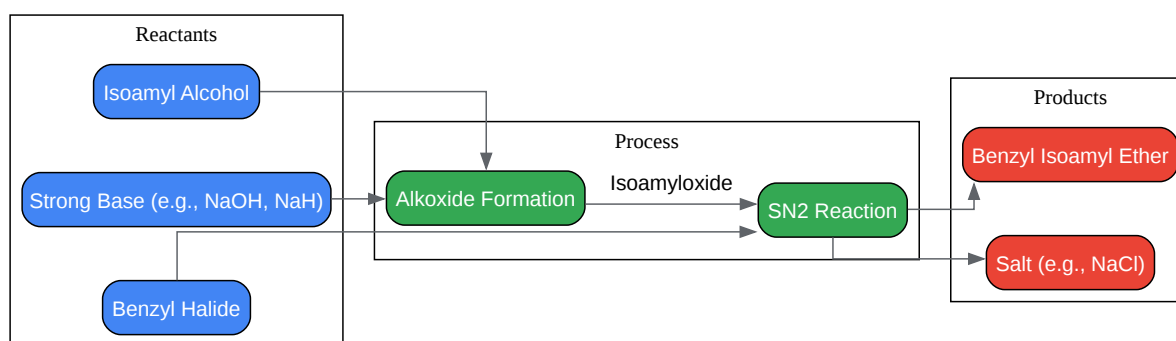 Reactants
Isoamyl Alcohol
Strong Base (e.g., NaOH, NaH)
Benzyl Halide
Process
Alkoxide Formation
Isoamyloxide
SN2 Reaction
Products
Benzyl Isoamyl Ether
Salt (e.g., NaCl)